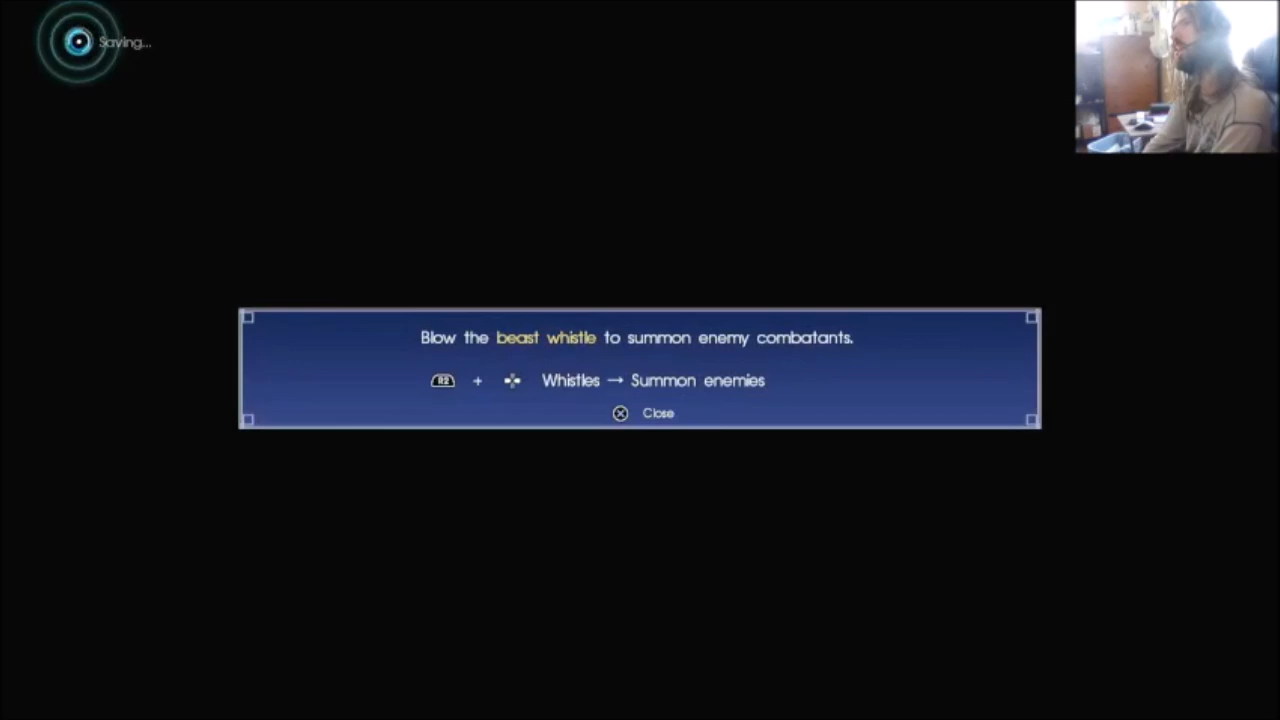 Saving...
Blow the beast whistle to summon enemy combatants.
R2 + Whistles → Summon enemies
Close